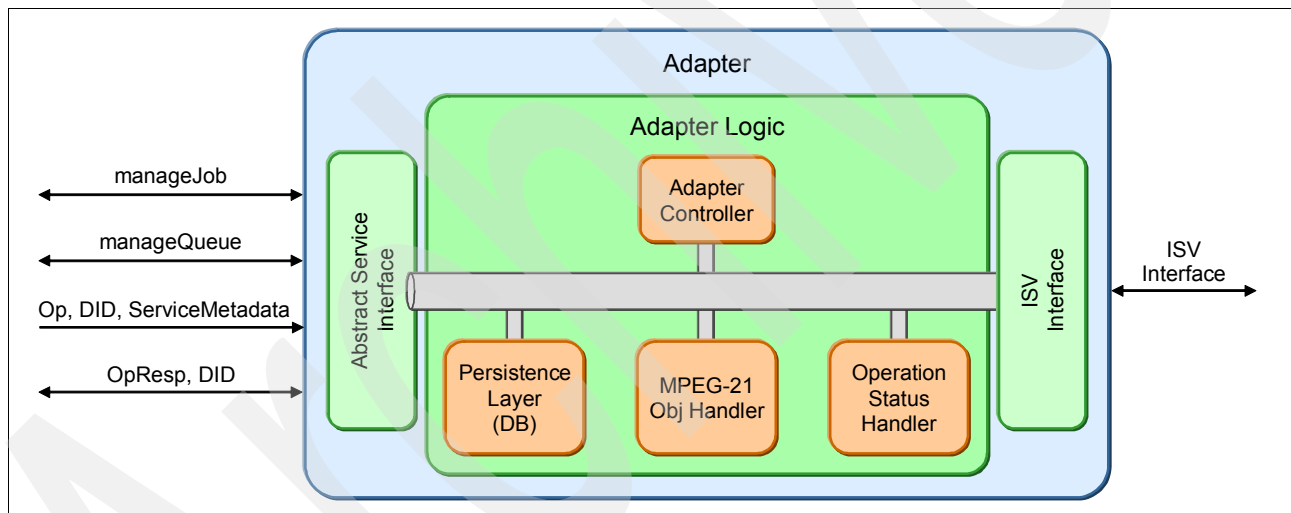 Adapter
Adapter Logic
manageJob
manageQueue
Op, DID, ServiceMetadata
OpResp, DID
Abstract Service
Interface
Adapter
Controller
Persistence
Layer
(DB)
MPEG-21
Obj Handler
Operation
Status
Handler
ISV
Interface
ISV
Interface